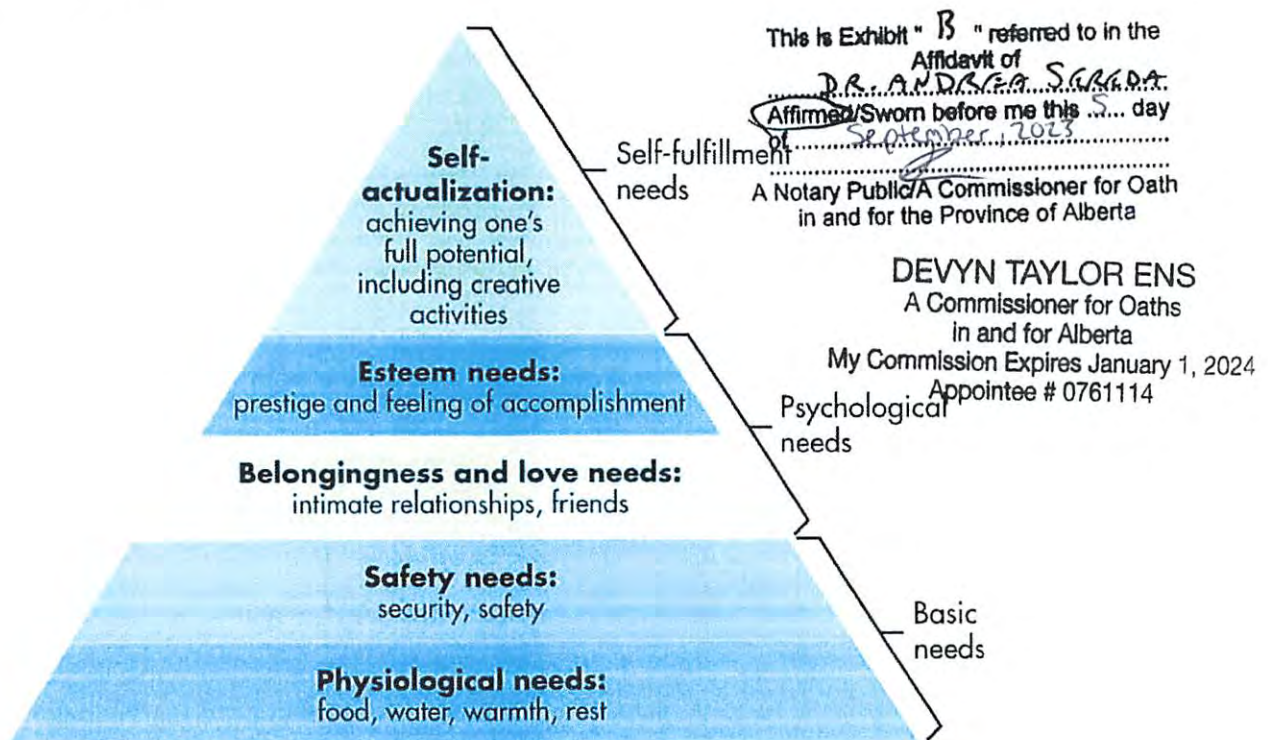 This is Exhibit " B " referred to in the
Affidavit of
DR. ANDREA SEREDA
Affirmed/Sworn before me this 5 day
of September, 2023
A Notary Public/A Commissioner for Oath
in and for the Province of Alberta
DEVYN TAYLOR ENS
A Commissioner for Oaths
in and for Alberta
My Commission Expires January 1, 2024
Appointee # 0761114
Self-
actualization:
achieving one's
full potential,
including creative
activities
Self-fulfillment
needs
Esteem needs:
prestige and feeling of accomplishment
Psychological
needs
Belongingness and love needs:
intimate relationships, friends
Safety needs:
security, safety
Basic
needs
Physiological needs:
food, water, warmth, rest